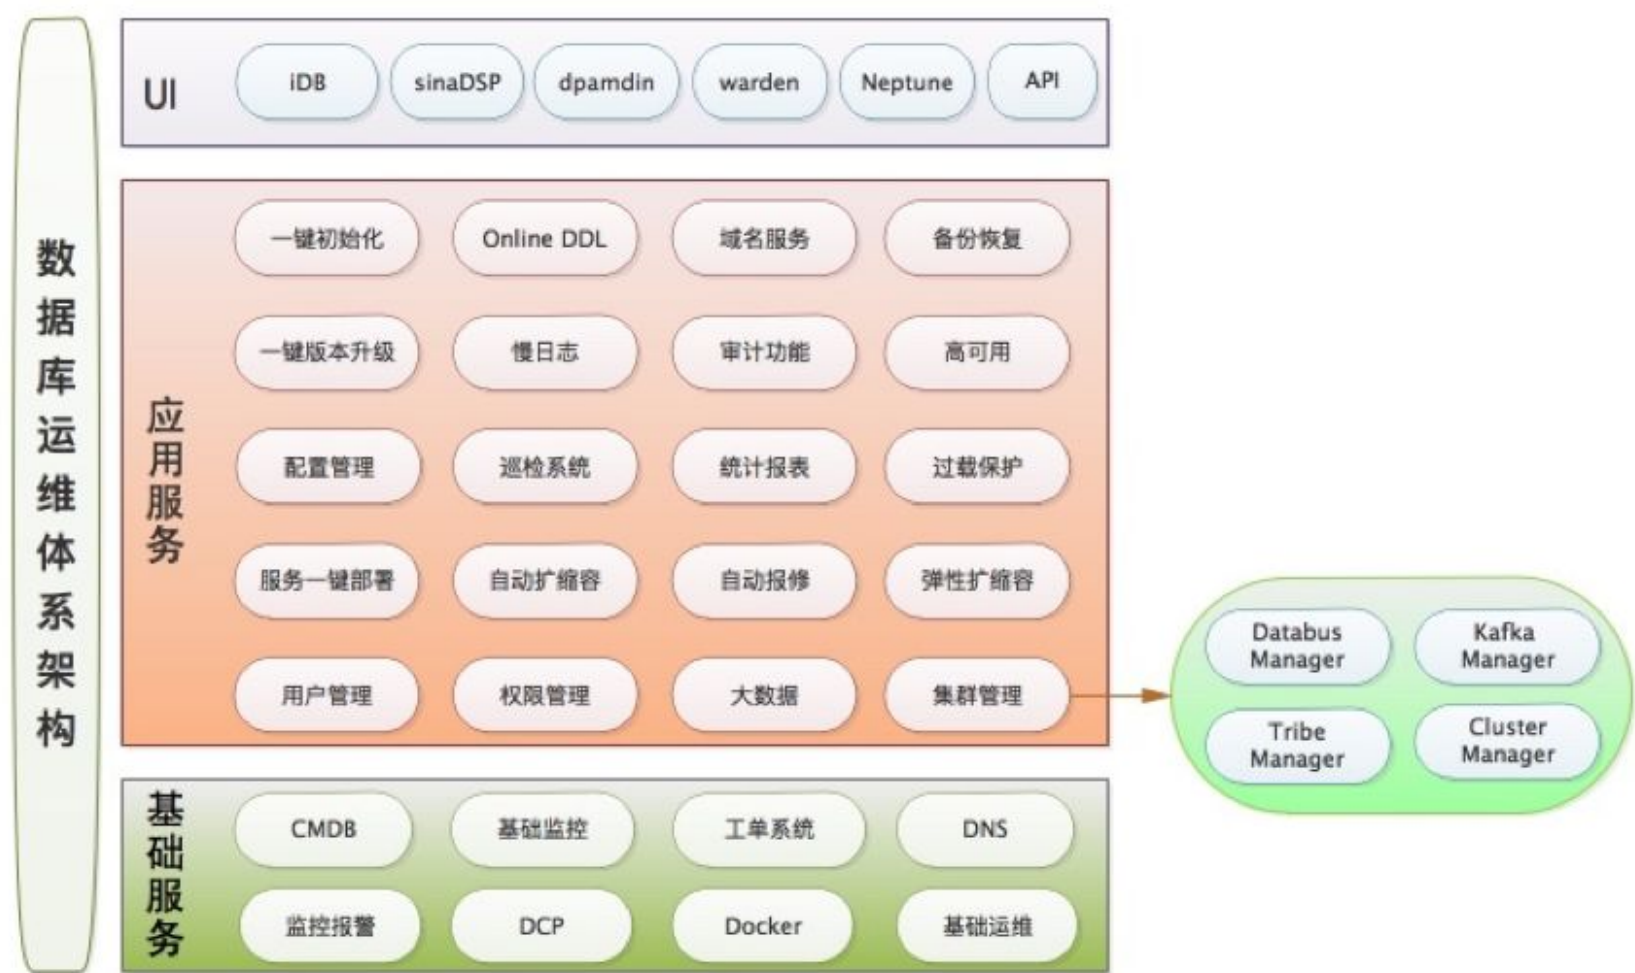 数据库运维体系架构
UI
iDB
sinaDSP
dpamdin
warden
Neptune
API
应用服务
一键初始化
Online DDL
域名服务
备份恢复
一键版本升级
慢日志
审计功能
高可用
配置管理
巡检系统
统计报表
过载保护
服务一键部署
自动扩缩容
自动报修
弹性扩缩容
用户管理
权限管理
大数据
集群管理
Databus
Manager
Kafka
Manager
Tribe
Manager
Cluster
Manager
基础服务
CMDB
基础监控
工单系统
DNS
监控报警
DCP
Docker
基础运维